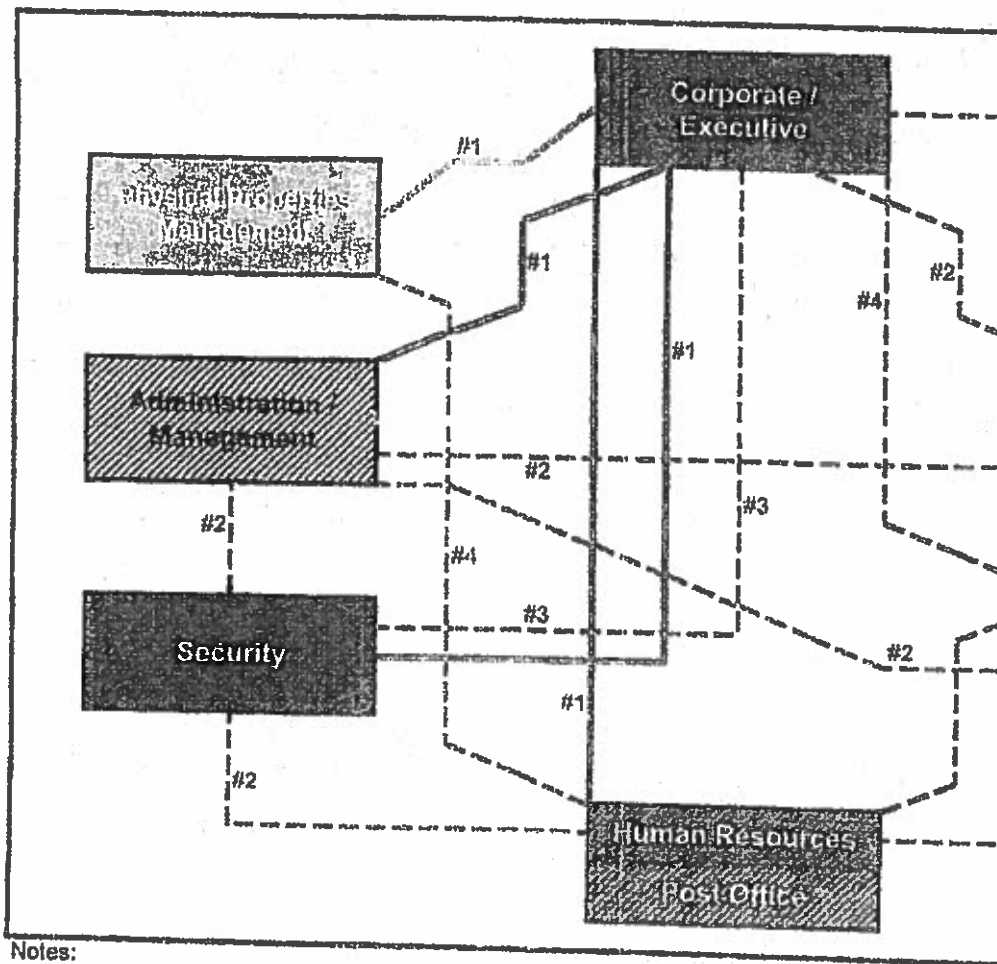 Corporate /
Executive
#1
Physical Properties
Management
#1
#2
#4
#1
Administration /
Management
#2
#3
#2
#4
#3
Security
#2
#1
#2
Human Resources
Post Office
Notes: